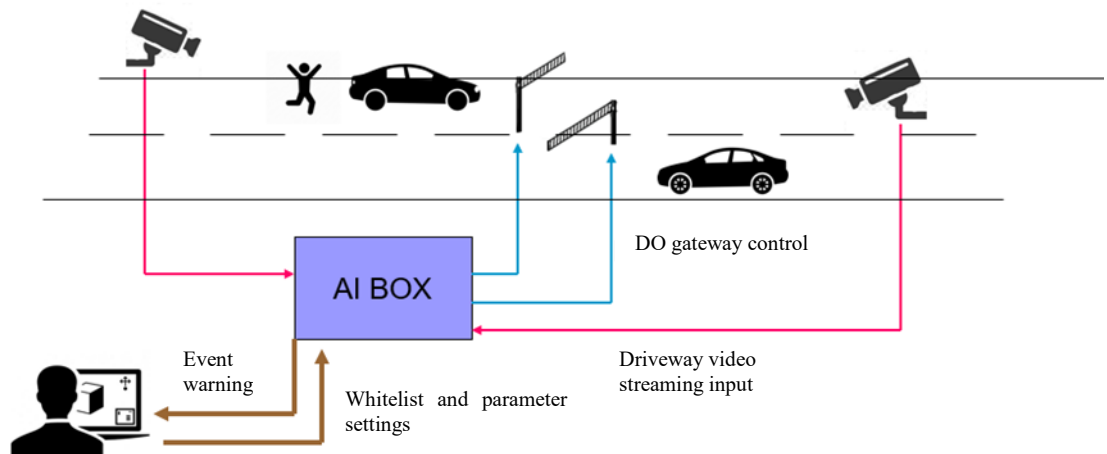 DO gateway control
AI BOX
Event
warning
Driveway video
streaming input
Whitelist and parameter
settings